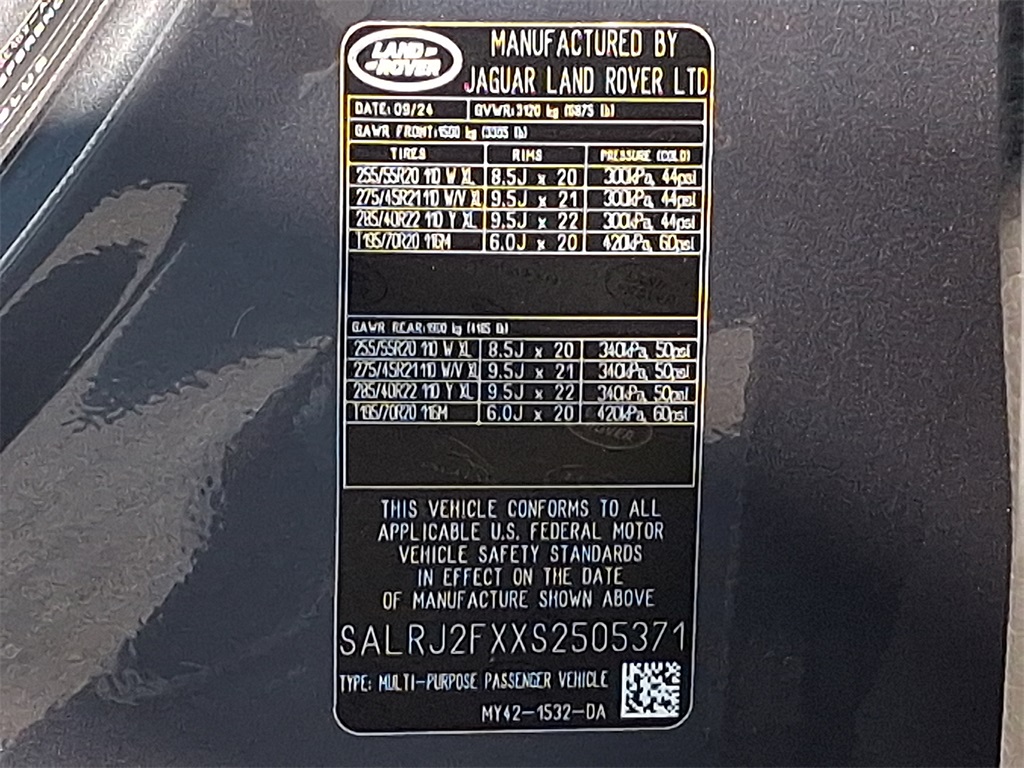 BLUE
LAND ROVER
MANUFACTURED BY
JAGUAR LAND ROVER LTD
DATE: 09/24 GVWR: 3120 kg (6875 lb)
GAWR FRONT: 1500 kg (3305 lb)
TIRES RIMS PRESSURE (COLD)
255/55R20 110 W XL 8.5J x 20 300kPa, 44psi
275/45R21 110 W/V XL 9.5J x 21 300kPa, 44psi
285/40R22 110 Y XL 9.5J x 22 300kPa, 44psi
T195/70R20 116M 6.0J x 20 420kPa, 60psi
GAWR REAR: 1900 kg (4185 lb)
255/55R20 110 W XL 8.5J x 20 340kPa, 50psi
275/45R21 110 W/V XL 9.5J x 21 340kPa, 50psi
285/40R22 110 Y XL 9.5J x 22 340kPa, 50psi
T195/70R20 116M 6.0J x 20 420kPa, 60psi
THIS VEHICLE CONFORMS TO ALL
APPLICABLE U.S. FEDERAL MOTOR
VEHICLE SAFETY STANDARDS
IN EFFECT ON THE DATE
OF MANUFACTURE SHOWN ABOVE
SALRJ2FXXS2505371
TYPE: MULTI-PURPOSE PASSENGER VEHICLE
MY42-1532-DA